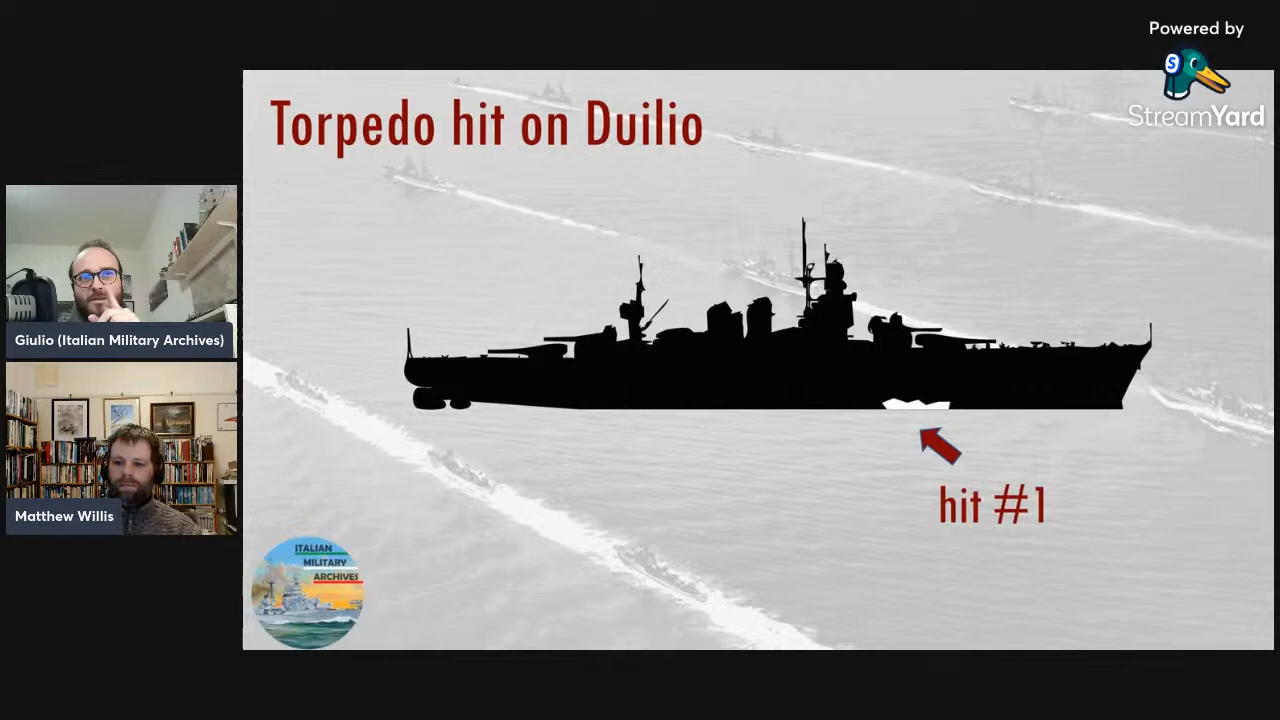 Powered by
S
StreamYard
Torpedo hit on Duilio
Giulio (Italian Military Archives)
Matthew Willis
hit #1
ITALIAN
MILITARY
ARCHIVES